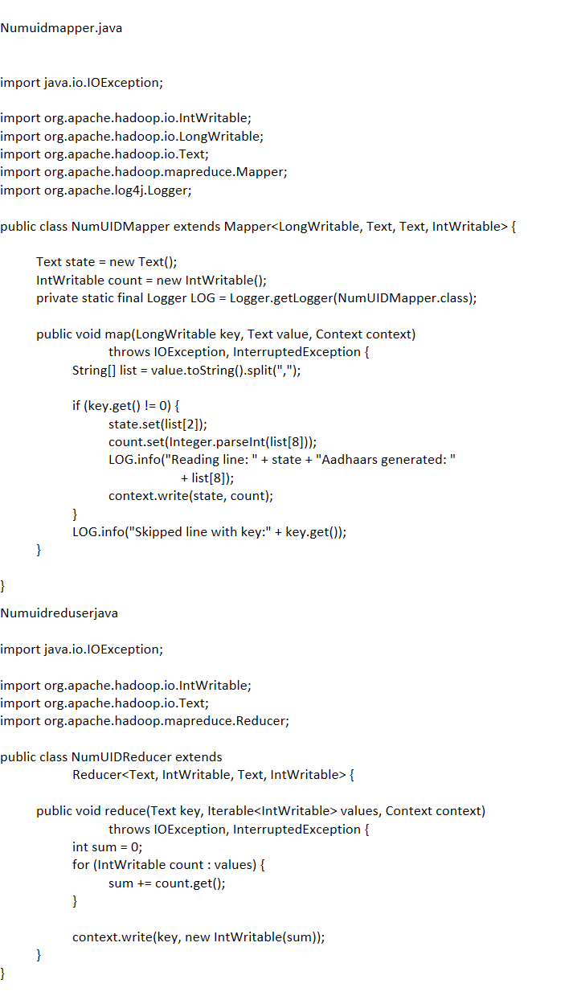 Numuidmapper.java
import java.io.IOException;
import org.apache.hadoop.io.IntWritable;
import org.apache.hadoop.io.LongWritable;
import org.apache.hadoop.io.Text;
import org.apache.hadoop.mapreduce.Mapper;
import org.apache.log4j.Logger;
public class NumUIDMapper extends Mapper<LongWritable, Text, Text, IntWritable> {
Text state = new Text();
IntWritable count = new IntWritable();
private static final Logger LOG = Logger.getLogger(NumUIDMapper.class);
public void map(LongWritable key, Text value, Context context)
throws IOException, InterruptedException {
String[] list = value.toString().split(",");
if (key.get() != 0) {
state.set(list[2]);
count.set(Integer.parseInt(list[8]));
LOG.info("Reading line: " + state + "Aadhaars generated: "
+ list[8]);
context.write(state, count);
}
LOG.info("Skipped line with key:" + key.get());
}
}
Numuidreduserjava
import java.io.IOException;
import org.apache.hadoop.io.IntWritable;
import org.apache.hadoop.io.Text;
import org.apache.hadoop.mapreduce.Reducer;
public class NumUIDReducer extends
Reducer<Text, IntWritable, Text, IntWritable> {
public void reduce(Text key, Iterable<IntWritable> values, Context context)
throws IOException, InterruptedException {
int sum = 0;
for (IntWritable count : values) {
sum += count.get();
}
context.write(key, new IntWritable(sum));
}
}